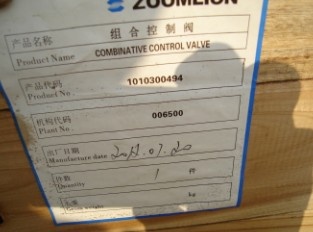 ZOOMLION
产品名称 组合控制阀
Product Name COMBINATIVE CONTROL VALVE
产品代码 1010300494
Product No.
机构代码 006500
Plant No.
出厂日期
Manufacture date
件数 1 件
Quantity
kg